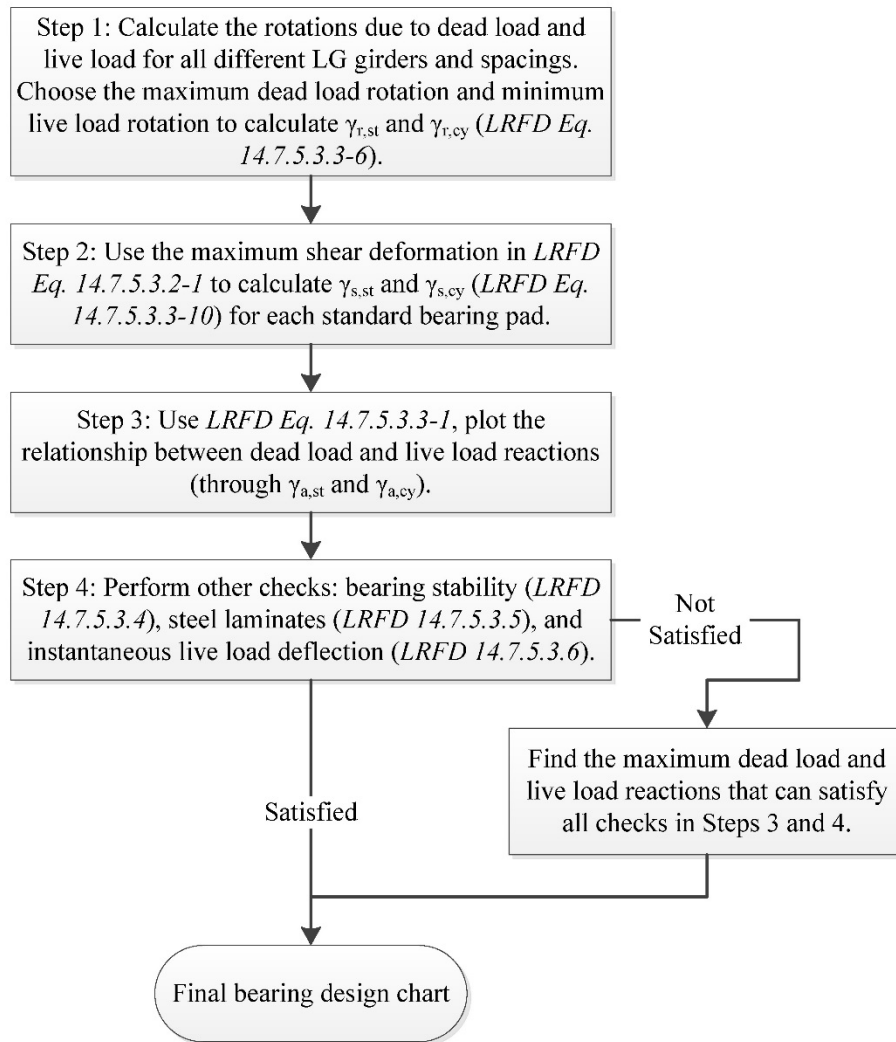 Step 1: Calculate the rotations due to dead load and
live load for all different LG girders and spacings.
Choose the maximum dead load rotation and minimum
live load rotation to calculate γr,st and γr,cy (LRFD Eq.
14.7.5.3.3-6).
Step 2: Use the maximum shear deformation in LRFD
Eq. 14.7.5.3.2-1 to calculate γs,st and γs,cy (LRFD Eq.
14.7.5.3.3-10) for each standard bearing pad.
Step 3: Use LRFD Eq. 14.7.5.3.3-1, plot the
relationship between dead load and live load reactions
(through γa,st and γa,cy).
Step 4: Perform other checks: bearing stability (LRFD
14.7.5.3.4), steel laminates (LRFD 14.7.5.3.5), and
instantaneous live load deflection (LRFD 14.7.5.3.6).
Not
Satisfied
Find the maximum dead load and
live load reactions that can satisfy
all checks in Steps 3 and 4.
Satisfied
Final bearing design chart